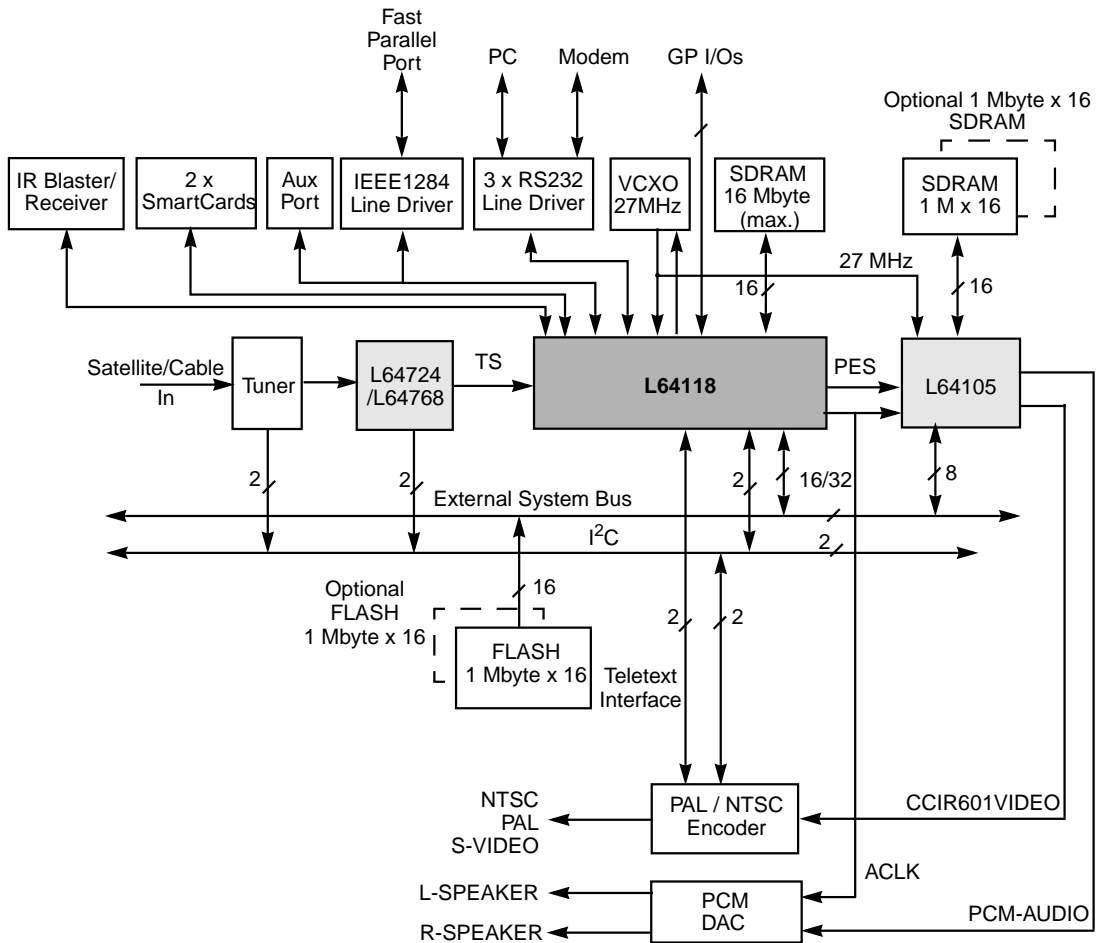 Fast
Parallel
Port
PC
Modem
GP I/Os
Optional 1 Mbyte x 16
SDRAM
IR Blaster/
Receiver
2 x
SmartCards
Aux
Port
IEEE1284
Line Driver
3 x RS232
Line Driver
VCXO
27MHz
SDRAM
16 Mbyte
(max.)
SDRAM
1 M x 16
27 MHz
16
16
Satellite/Cable
In
Tuner
L64724
/L64768
TS
L64118
PES
L64105
2
2
2
16/32
8
External System Bus
I2C
2
Optional
FLASH
1 Mbyte x 16
16
FLASH
1 Mbyte x 16
2
2
Teletext
Interface
NTSC
PAL
S-VIDEO
PAL / NTSC
Encoder
CCIR601VIDEO
ACLK
L-SPEAKER
R-SPEAKER
PCM
DAC
PCM-AUDIO